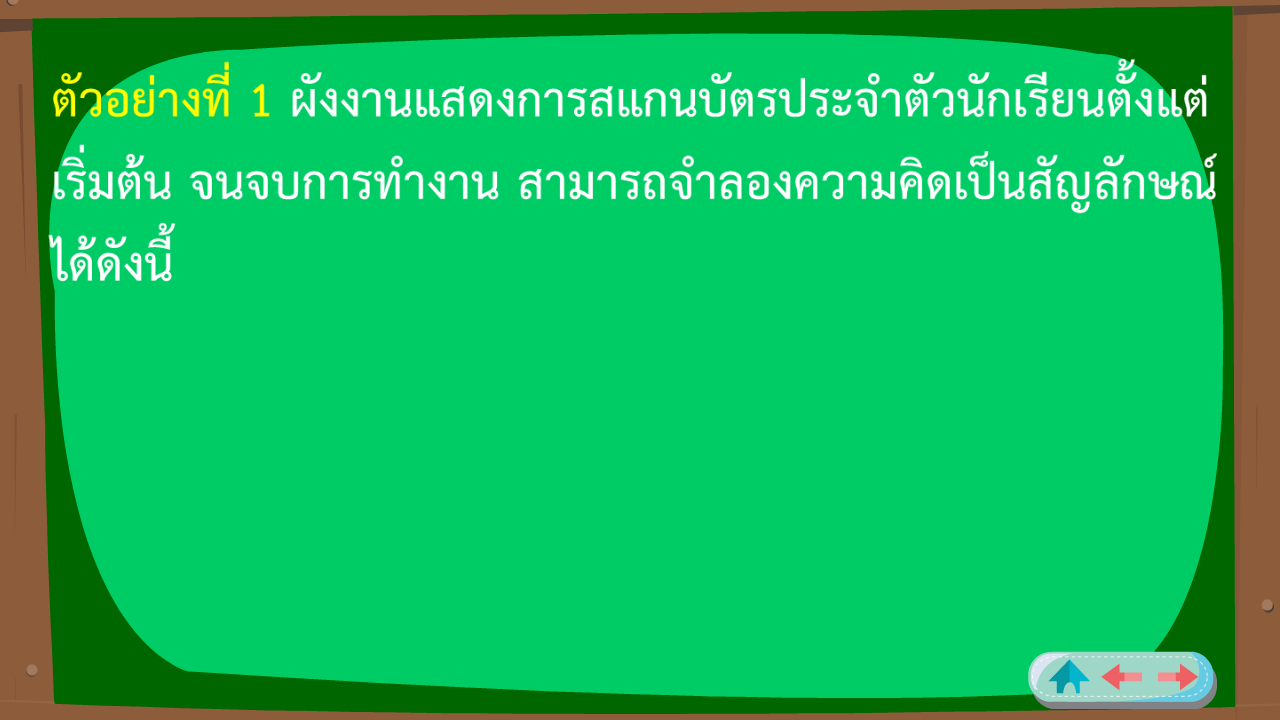 ตัวอย่างที่ 1 ผังงานแสดงการสแกนบัตรประจำตัวนักเรียนตั้งแต่
เริ่มต้น จนจบการทำงาน สามารถจำลองความคิดเป็นสัญลักษณ์
ได้ดังนี้